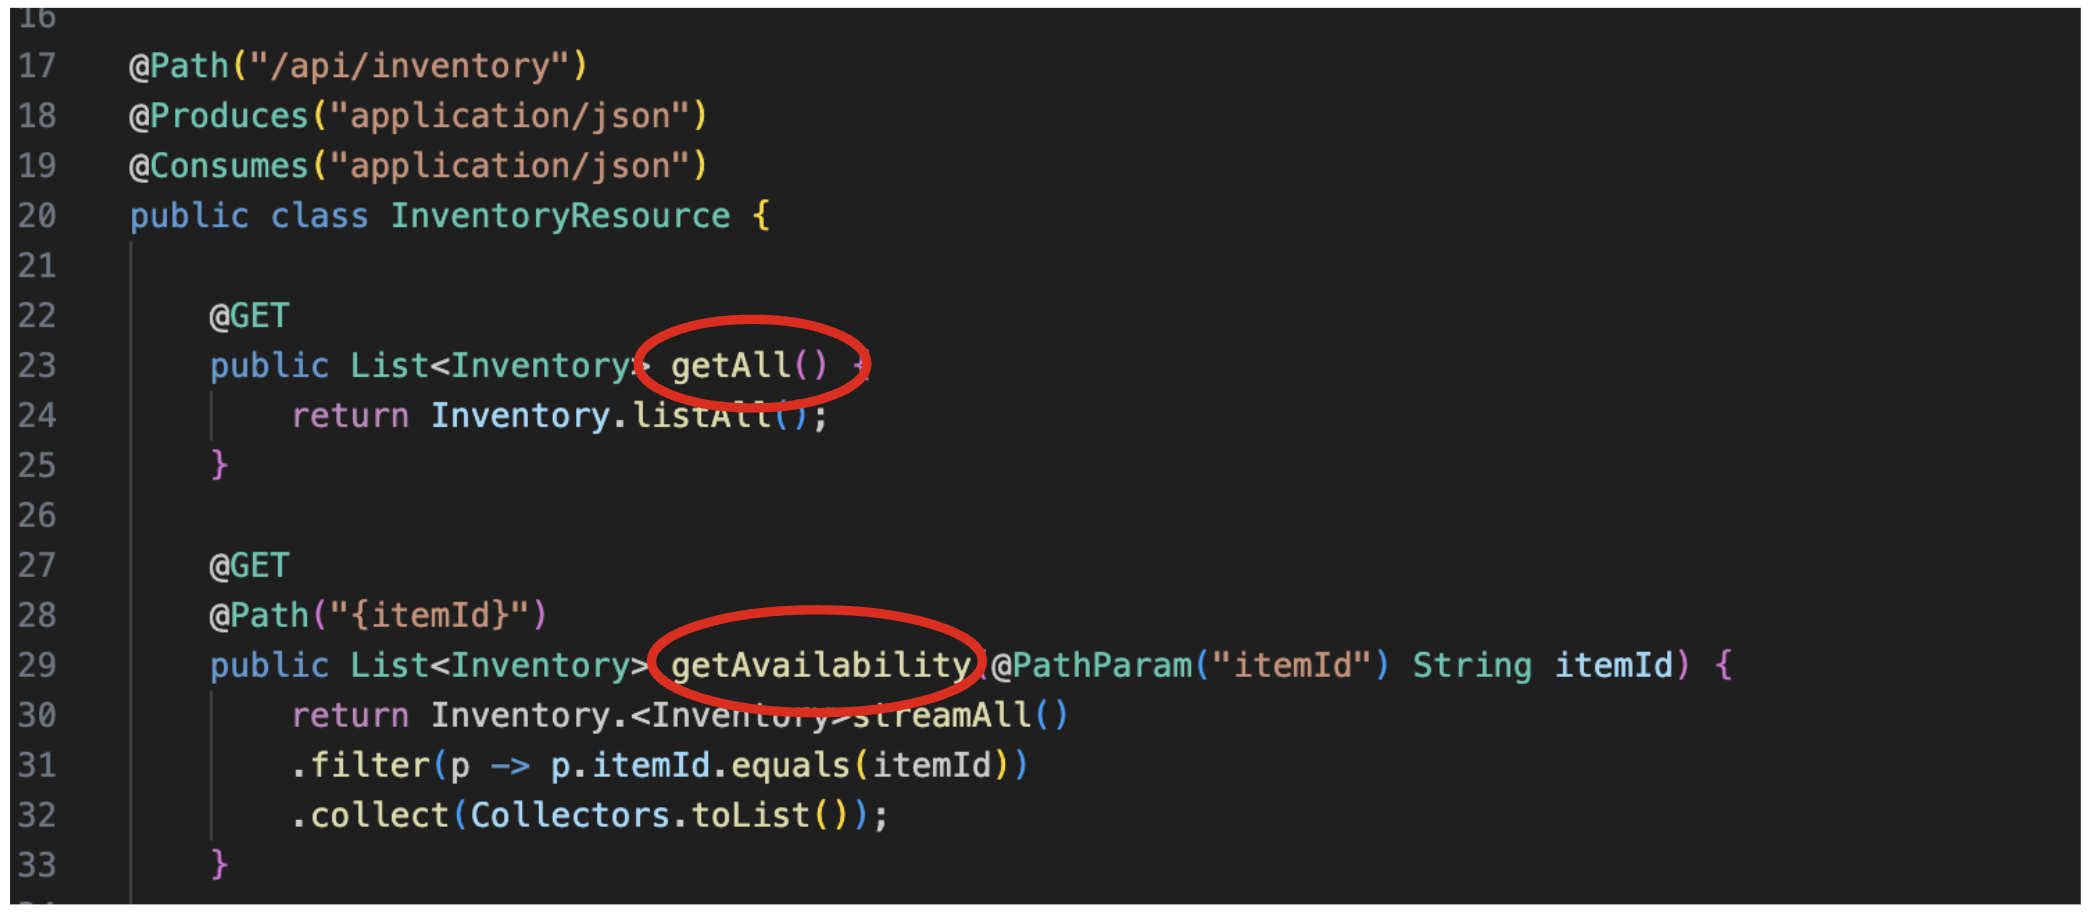 16
17 @Path("/api/inventory")
18 @Produces("application/json")
19 @Consumes("application/json")
20 public class InventoryResource {
21
22 @GET
23 public List<Inventory> getAll() {
24 return Inventory.listAll();
25 }
26
27 @GET
28 @Path("{itemId}")
29 public List<Inventory> getAvailability(@PathParam("itemId") String itemId) {
30 return Inventory.<Inventory>streamAll()
31 .filter(p -> p.itemId.equals(itemId))
32 .collect(Collectors.toList());
33 }